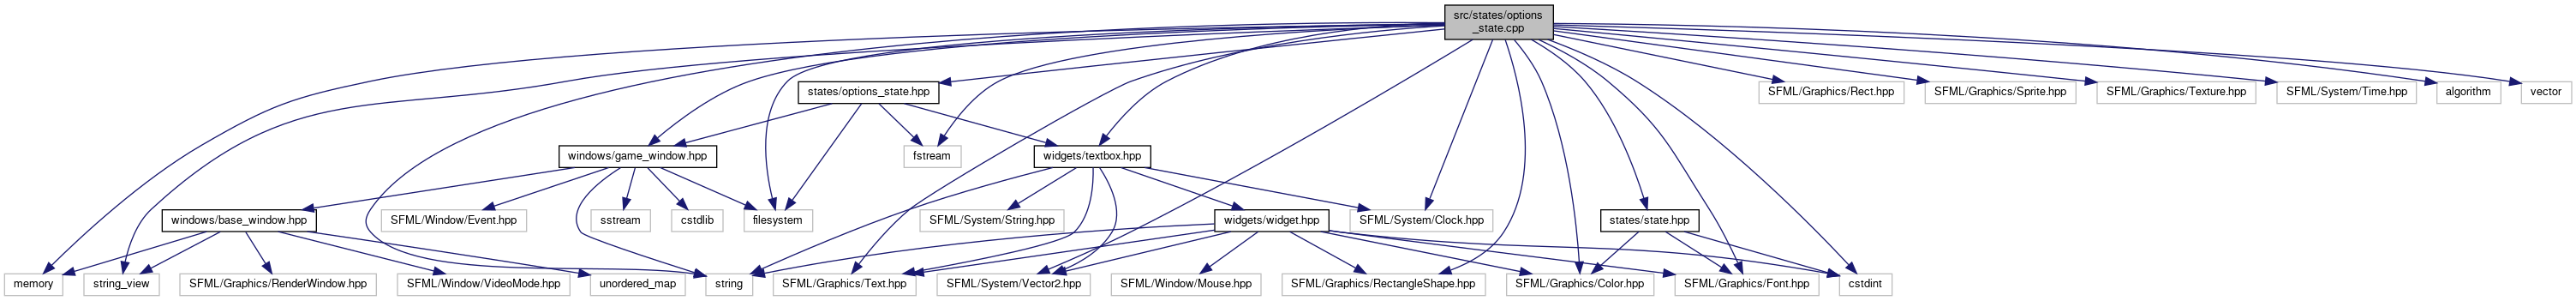 src/states/options
_state.cpp
states/options_state.hpp
SFML/Graphics/Rect.hpp
SFML/Graphics/Sprite.hpp
SFML/Graphics/Texture.hpp
SFML/System/Time.hpp
algorithm
vector
windows/game_window.hpp
fstream
widgets/textbox.hpp
windows/base_window.hpp
SFML/Window/Event.hpp
sstream
cstdlib
filesystem
SFML/System/String.hpp
widgets/widget.hpp
SFML/System/Clock.hpp
states/state.hpp
memory
string_view
SFML/Graphics/RenderWindow.hpp
SFML/Window/VideoMode.hpp
unordered_map
string
SFML/Graphics/Text.hpp
SFML/System/Vector2.hpp
SFML/Window/Mouse.hpp
SFML/Graphics/RectangleShape.hpp
SFML/Graphics/Color.hpp
SFML/Graphics/Font.hpp
cstdint